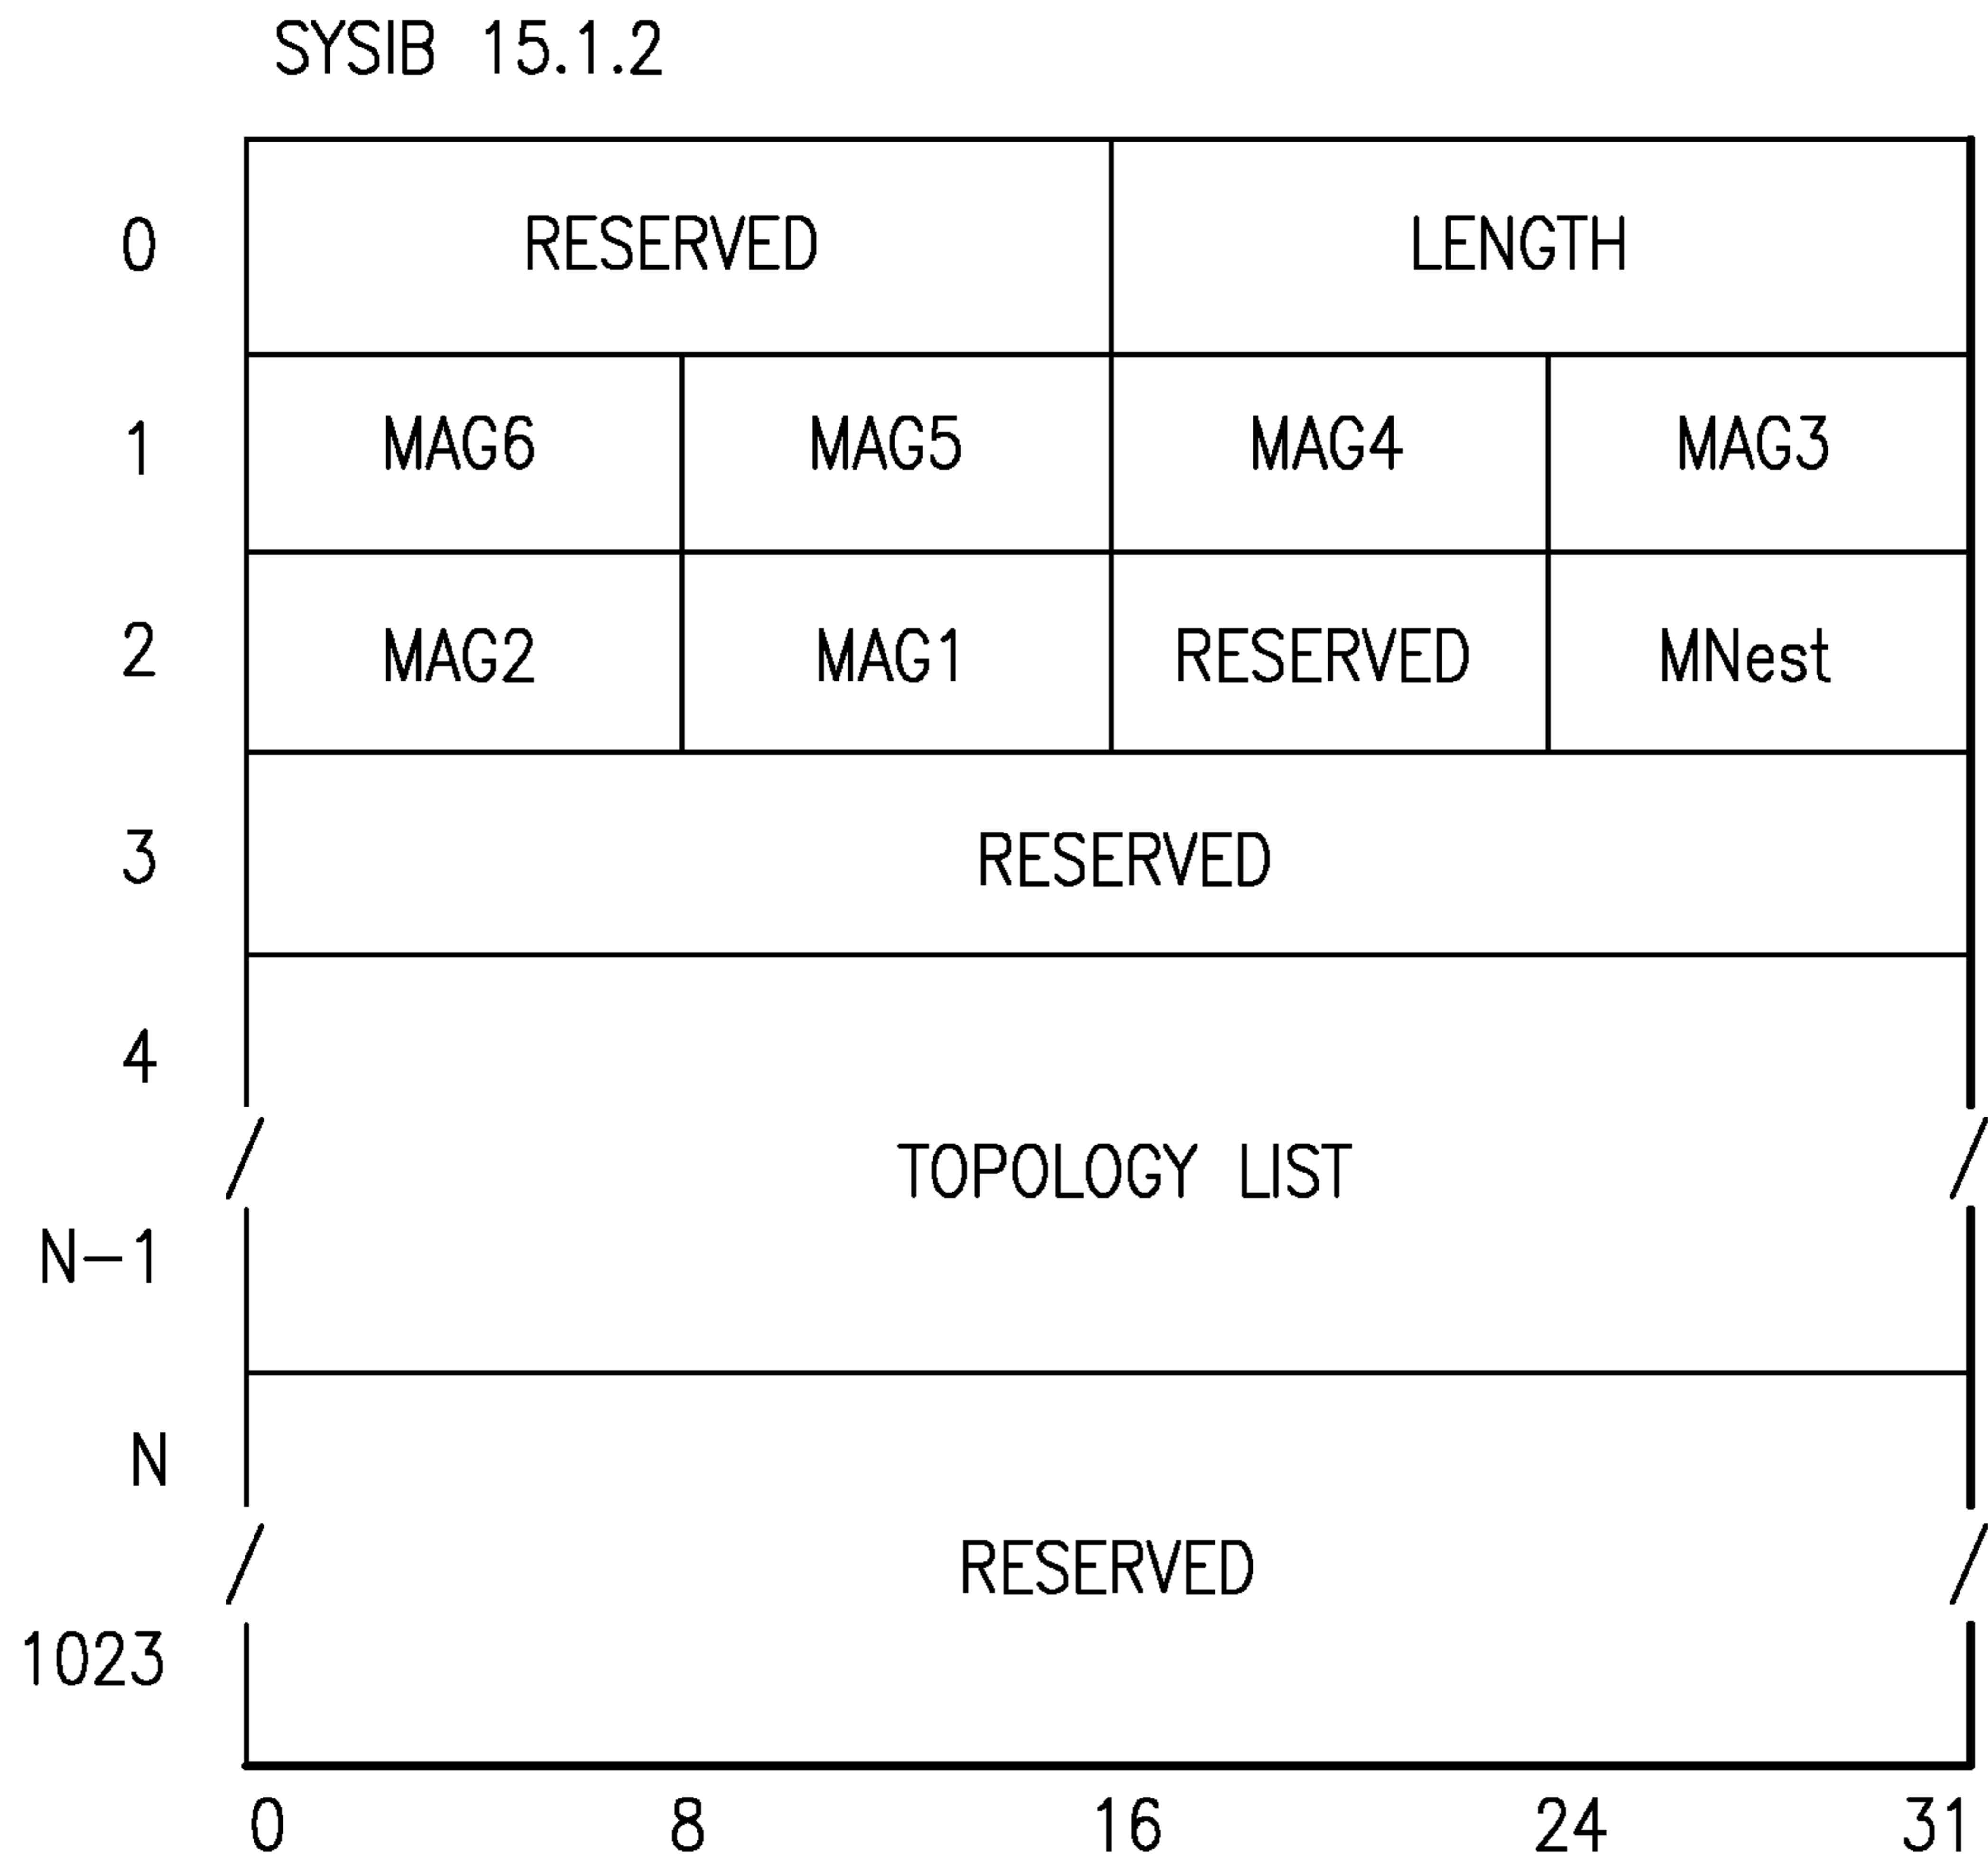 SYSIB 15.1.2
0 RESERVED LENGTH
1 MAG6 MAG5 MAG4 MAG3
2 MAG2 MAG1 RESERVED MNest
3 RESERVED
4
TOPOLOGY LIST
N-1
N
RESERVED
1023
0 8 16 24 31